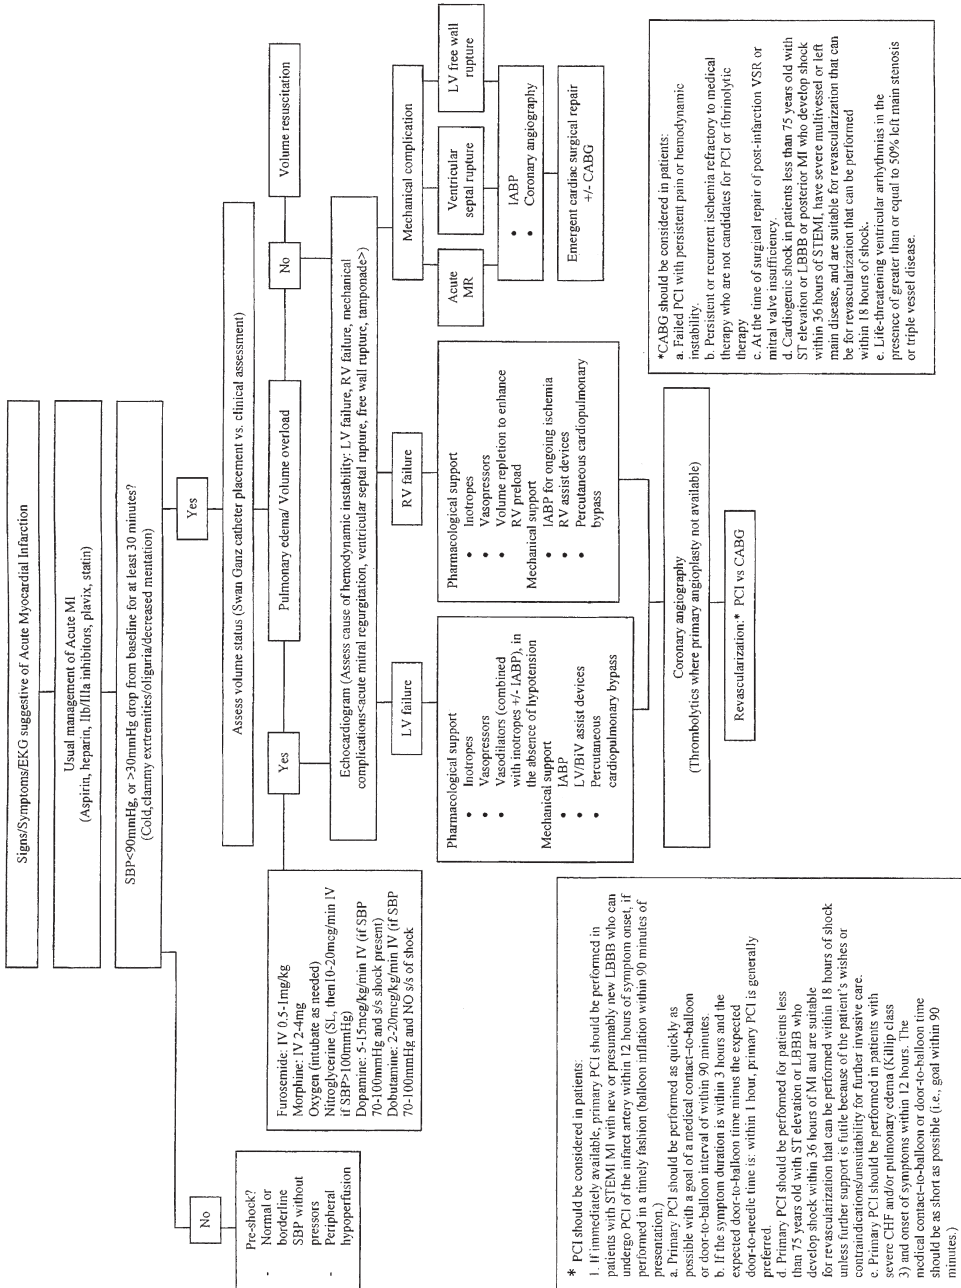 Signs/Symptoms/EKG suggestive of Acute Myocardial Infarction
Usual management of Acute MI
(Aspirin, heparin, IIb/IIIa inhibitors, plavix, statin)
SBP<90mmHg, or >30mmHg drop from baseline for at least 30 minutes?
(Cold,clammy exrtremities/oliguria/decreased mentation)
No
Yes
Pre-shock?
- Normal or
borderline
SBP without
pressors
- Peripheral
hypoperfusion
Assess volume status (Swan Ganz catheter placement vs. clinical assessment)
Yes
Pulmonary edema/ Volume overload
No
Volume resuscitation
Furosemide: IV 0.5-1mg/kg
Morphine: IV 2-4mg
Oxygen (intubate as needed)
Nitroglycerine (SL, then10-20mcg/min IV
if SBP>100mmHg)
Dopamine: 5-15mcg/kg/min IV (if SBP
70-100mmHg and s/s shock present)
Dobutamine: 2-20mcg/kg/min IV (if SBP
70-100mmHg and NO s/s of shock
Echocardiogram (Assess cause of hemodynamic instability: LV failure, RV failure, mechanical
complications<acute mitral regurgitation, ventricular septal rupture, free wall rupture, tamponade>)
LV failure
RV failure
Mechanical complication
Pharmacological support
• Inotropes
• Vasopressors
• Vasodilators (combined
with inotropes +/- IABP), in
the absence of hypotension
Mechanical support
• IABP
• LV/BiV assist devices
• Percutaneous
cardiopulmonary bypass
Pharmacological support
• Inotropes
• Vasopressors
• Volume repletion to enhance
RV preload
Mechanical support
• IABP for ongoing ischemia
• RV assist devices
• Percutaneous cardiopulmonary
bypass
Acute
MR
Ventricular
septal rupture
LV free wall
rupture
• IABP
• Coronary angiography
Emergent cardiac surgical repair
+/- CABG
Coronary angiography
(Thrombolytics where primary angioplasty not available)
Revascularization:* PCI vs CABG
* PCI should be considered in patients:
1. If immediately available, primary PCI should be performed in
patients with STEMI MI with new or presumably new LBBB who can
undergo PCI of the infarct artery within 12 hours of symptom onset, if
performed in a timely fashion (balloon inflation within 90 minutes of
presentation.)
a. Primary PCI should be performed as quickly as
possible with a goal of a medical contact–to-balloon
or door-to-balloon interval of within 90 minutes.
b. If the symptom duration is within 3 hours and the
expected door-to-balloon time minus the expected
door-to-needle time is: within 1 hour, primary PCI is generally
preferred.
d. Primary PCI should be performed for patients less
than 75 years old with ST elevation or LBBB who
develop shock within 36 hours of MI and are suitable
for revascularization that can be performed within 18 hours of shock
unless further support is futile because of the patient's wishes or
contraindications/unsuitability for further invasive care.
e. Primary PCI should be performed in patients with
severe CHF and/or pulmonary edema (Killip class
3) and onset of symptoms within 12 hours. The
medical contact–to-balloon or door-to-balloon time
should be as short as possible (i.e., goal within 90
minutes.)
*CABG should be considered in patients:
a. Failed PCI with persistent pain or hemodynamic
instability.
b. Persistent or recurrent ischemia refractory to medical
therapy who are not candidates for PCI or fibrinolytic
therapy
c. At the time of surgical repair of post-infarction VSR or
mitral valve insufficiency.
d. Cardiogenic shock in patients less than 75 years old with
ST elevation or LBBB or posterior MI who develop shock
within 36 hours of STEMI, have severe multivessel or left
main disease, and are suitable for revascularization that can
be for revascularization that can be performed
within 18 hours of shock.
e. Life-threatening ventricular arrhythmias in the
presence of greater than or equal to 50% left main stenosis
or triple vessel disease.